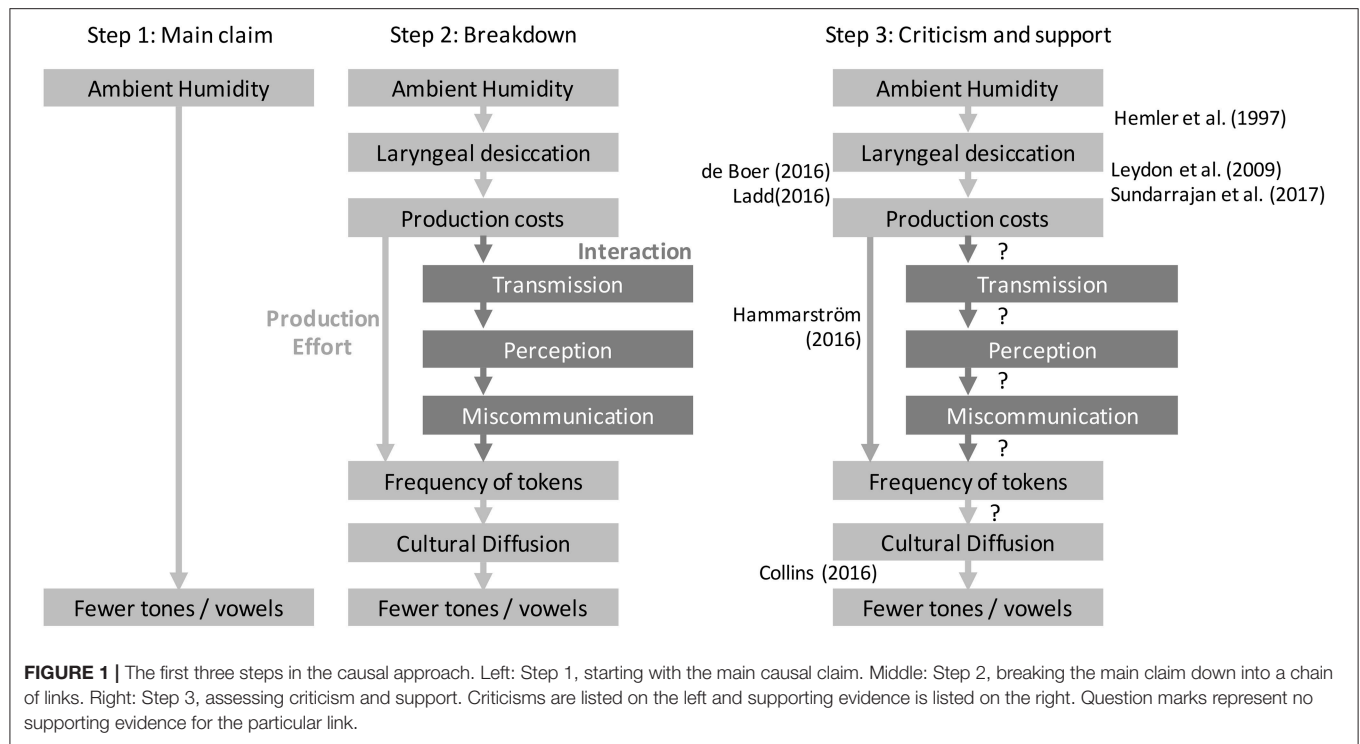 Step 1: Main claim
Ambient Humidity
Fewer tones / vowels
Step 2: Breakdown
Ambient Humidity
Laryngeal desiccation
Production costs
Interaction
Transmission
Production
Effort
Perception
Miscommunication
Frequency of tokens
Cultural Diffusion
Fewer tones / vowels
Step 3: Criticism and support
Ambient Humidity
Hemler et al. (1997)
Laryngeal desiccation
de Boer (2016)
Ladd(2016)
Leydon et al. (2009)
Sundarrajan et al. (2017)
Production costs
?
Transmission
?
Hammarström
(2016)
Perception
?
Miscommunication
?
Frequency of tokens
?
Cultural Diffusion
Collins (2016)
Fewer tones / vowels
FIGURE 1 | The first three steps in the causal approach. Left: Step 1, starting with the main causal claim. Middle: Step 2, breaking the main claim down into a chain
of links. Right: Step 3, assessing criticism and support. Criticisms are listed on the left and supporting evidence is listed on the right. Question marks represent no
supporting evidence for the particular link.